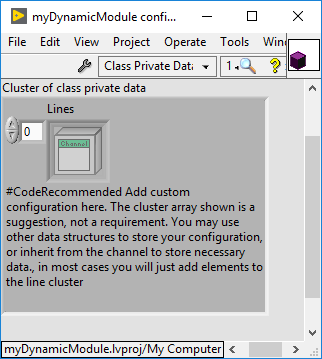 myDynamicModule confi...
File Edit View Project Operate Tools Win
Class Private Data
1
?
Cluster of class private data
Lines
0
Channel
#CodeRecommended Add custom
configuration here. The cluster array shown is a
suggestion, not a requirement. You may use
other data structures to store your configuration,
or inherit from the channel to store necessary
data., in most cases you will just add elements to
the line cluster
myDynamicModule.lvproj/My Computer